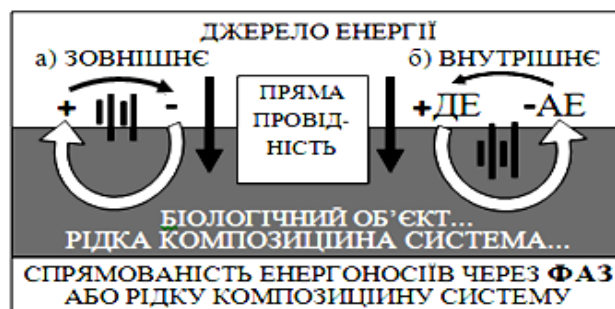 ДЖЕРЕЛО ЕНЕРГІЇ
а) ЗОВНІШНЄ
б) ВНУТРІШНЄ
+ -
ПРЯМА
ПРОВІД-
НІСТЬ
+ДЕ -АЕ
БІОЛОГІЧНИЙ ОБ’ЄКТ...
РІДКА КОМПОЗИЦІЙНА СИСТЕМА...
СПРЯМОВАНІСТЬ ЕНЕРГОНОСІЇВ ЧЕРЕЗ ФАЗ
АБО РІДКУ КОМПОЗИЦІЙНУ СИСТЕМУ